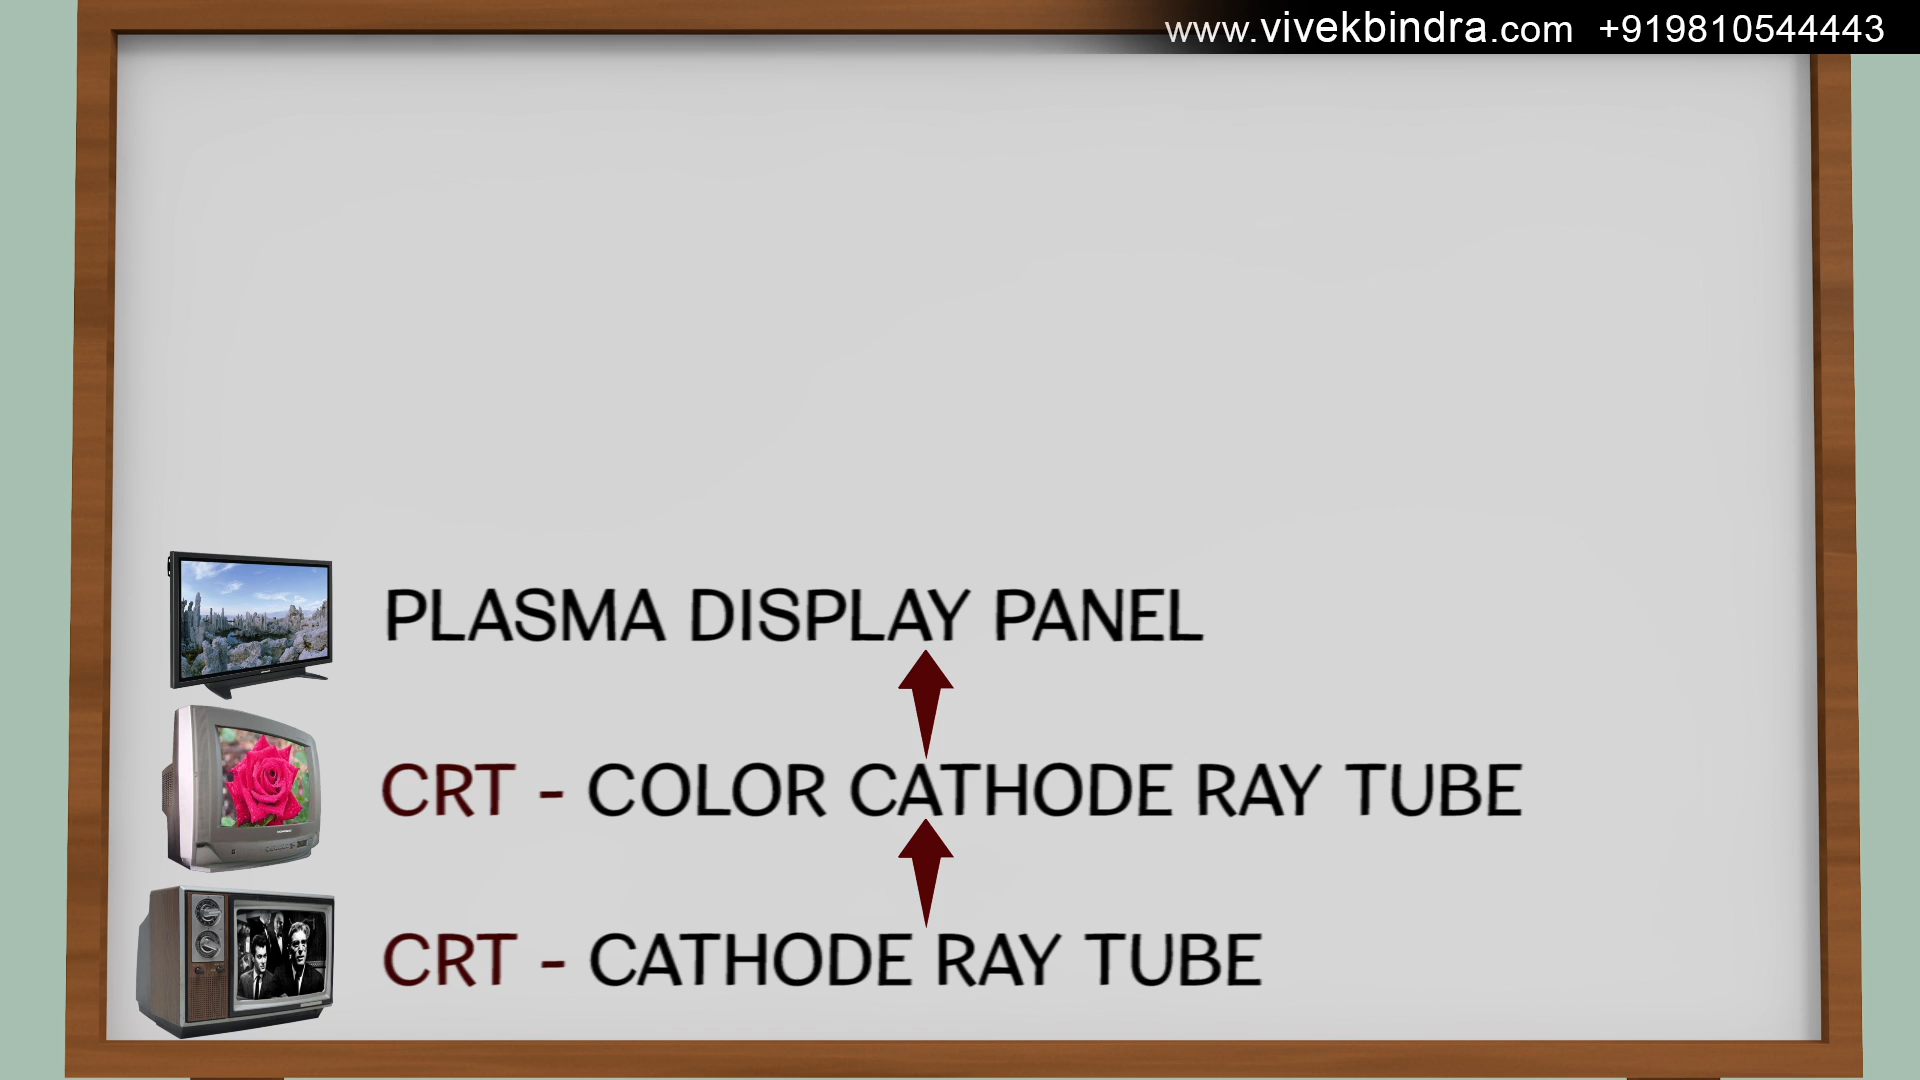 www.vivekbindra.com +919810544443
PLASMA DISPLAY PANEL
CRT - COLOR CATHODE RAY TUBE
CRT - CATHODE RAY TUBE